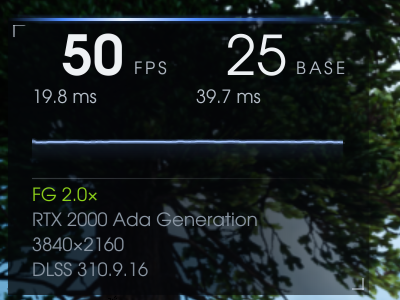 50 FPS 25 BASE
19.8 ms 39.7 ms
FG 2.0×
RTX 2000 Ada Generation
3840×2160
DLSS 310.9.16